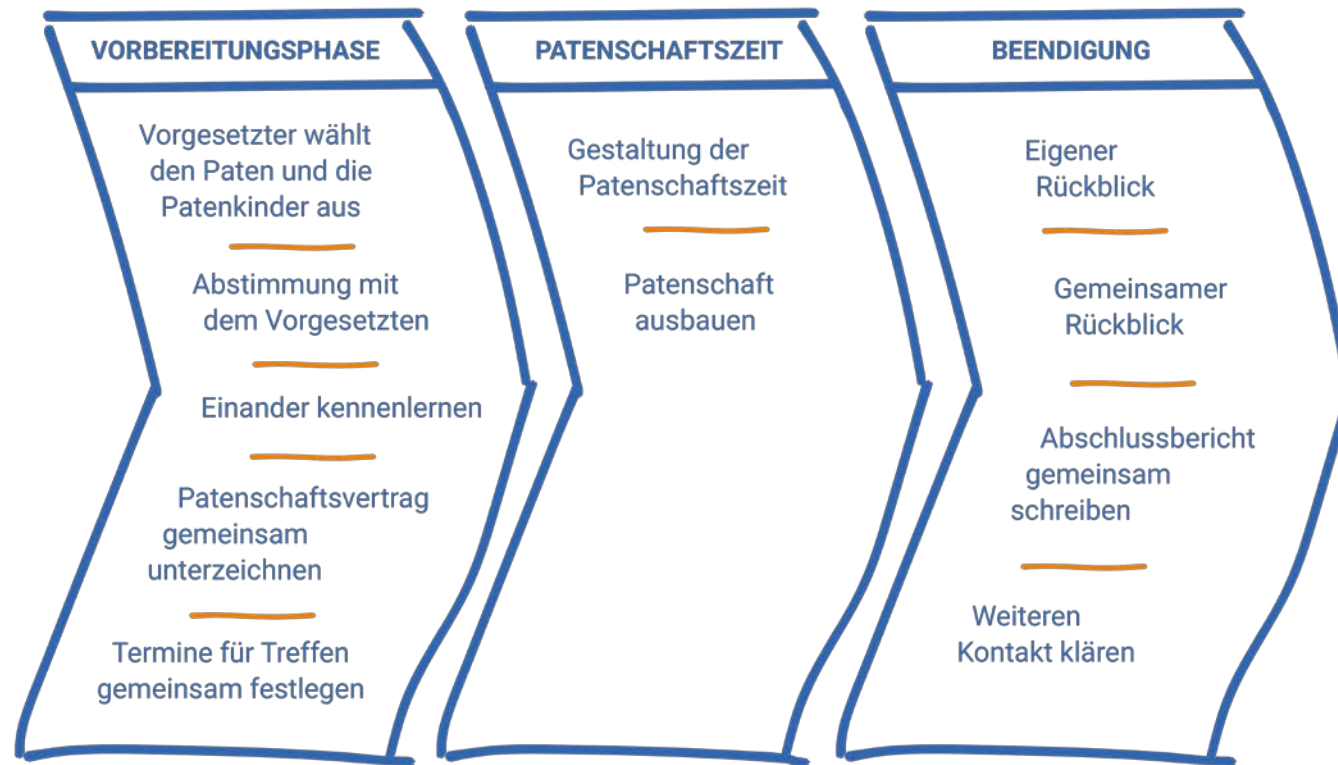 VORBEREITUNGSPHASE
Vorgesetzter wählt
den Paten und die
Patenkinder aus
Abstimmung mit
dem Vorgesetzten
Einander kennenlernen
Patenschaftsvertrag
gemeinsam
unterzeichnen
Termine für Treffen
gemeinsam festlegen
PATENSCHAFTSZEIT
Gestaltung der
Patenschaftszeit
Patenschaft
ausbauen
BEENDIGUNG
Eigener
Rückblick
Gemeinsamer
Rückblick
Abschlussbericht
gemeinsam
schreiben
Weiteren
Kontakt klären